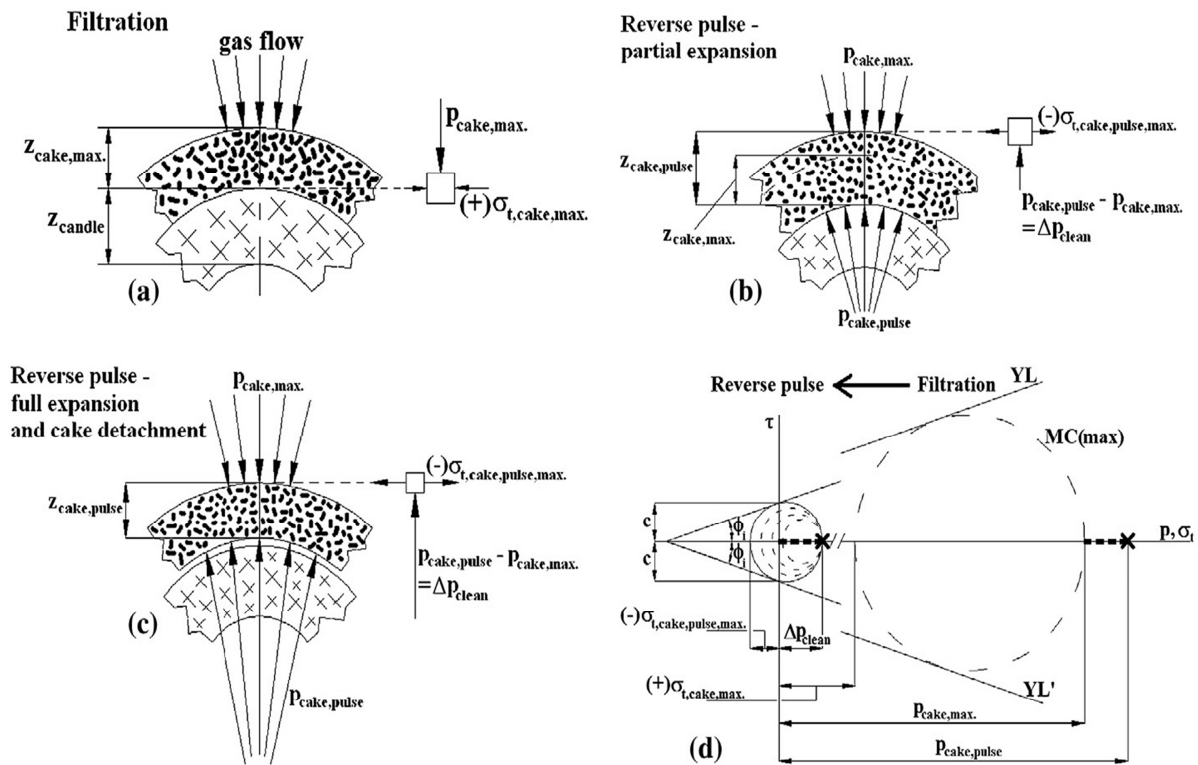 Filtration
gas flow
p_cake,max.
z_cake,max.
(+)σ_t,cake,max.
z_candle
(a)
Reverse pulse -
partial expansion
p_cake,max.
(-)σ_t,cake,pulse,max.
z_cake,pulse
p_cake,pulse - p_cake,max.
=Δp_clean
z_cake,max.
(b)
p_cake,pulse
Reverse pulse -
full expansion
and cake detachment
p_cake,max.
(-)σ_t,cake,pulse,max.
z_cake,pulse
p_cake,pulse - p_cake,max.
=Δp_clean
(c)
p_cake,pulse
Reverse pulse Filtration
YL
τ
MC(max)
c
ϕ_i
p,σ_t
c
ϕ_i
(-)σ_t,cake,pulse,max.
Δp_clean
(+)σ_t,cake,max.
YL'
p_cake,max.
(d)
p_cake,pulse